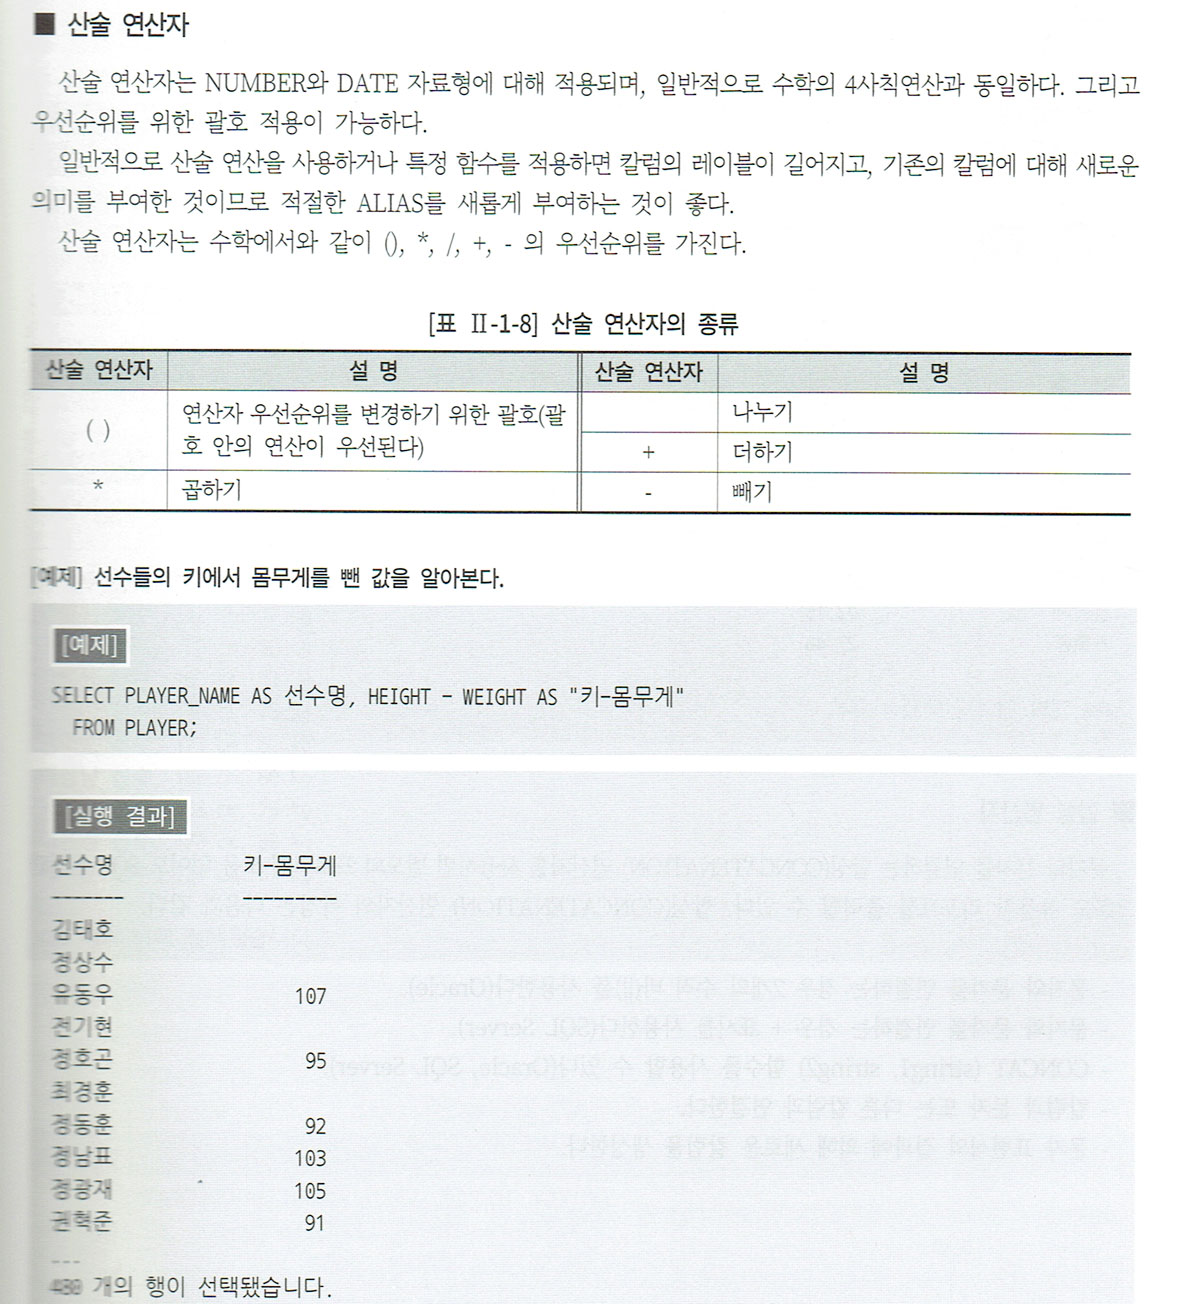 ■ 산술 연산자
산술 연산자는 NUMBER와 DATE 자료형에 대해 적용되며, 일반적으로 수학의 4사칙연산과 동일하다. 그리고
우선순위를 위한 괄호 적용이 가능하다.
일반적으로 산술 연산을 사용하거나 특정 함수를 적용하면 칼럼의 레이블이 길어지고, 기존의 칼럼에 대해 새로운
의미를 부여한 것이므로 적절한 ALIAS를 새롭게 부여하는 것이 좋다.
산술 연산자는 수학에서와 같이 (), *, /, +, - 의 우선순위를 가진다.
[표 Ⅱ-1-8] 산술 연산자의 종류
산술 연산자 설 명 산술 연산자 설 명
( ) 연산자 우선순위를 변경하기 위한 괄호(괄
호 안의 연산이 우선된다)
나누기
+ 더하기
* 곱하기 - 빼기
[예제] 선수들의 키에서 몸무게를 뺀 값을 알아본다.
[예제]
SELECT PLAYER_NAME AS 선수명, HEIGHT - WEIGHT AS "키-몸무게"
FROM PLAYER;
[실행 결과]
선수명 키-몸무게
------- ---------
김태호
정상수
유동우 107
전기현
정호곤 95
최경훈
정동훈 92
정남표 103
정광재 105
권혁준 91
---
480 개의 행이 선택됐습니다.